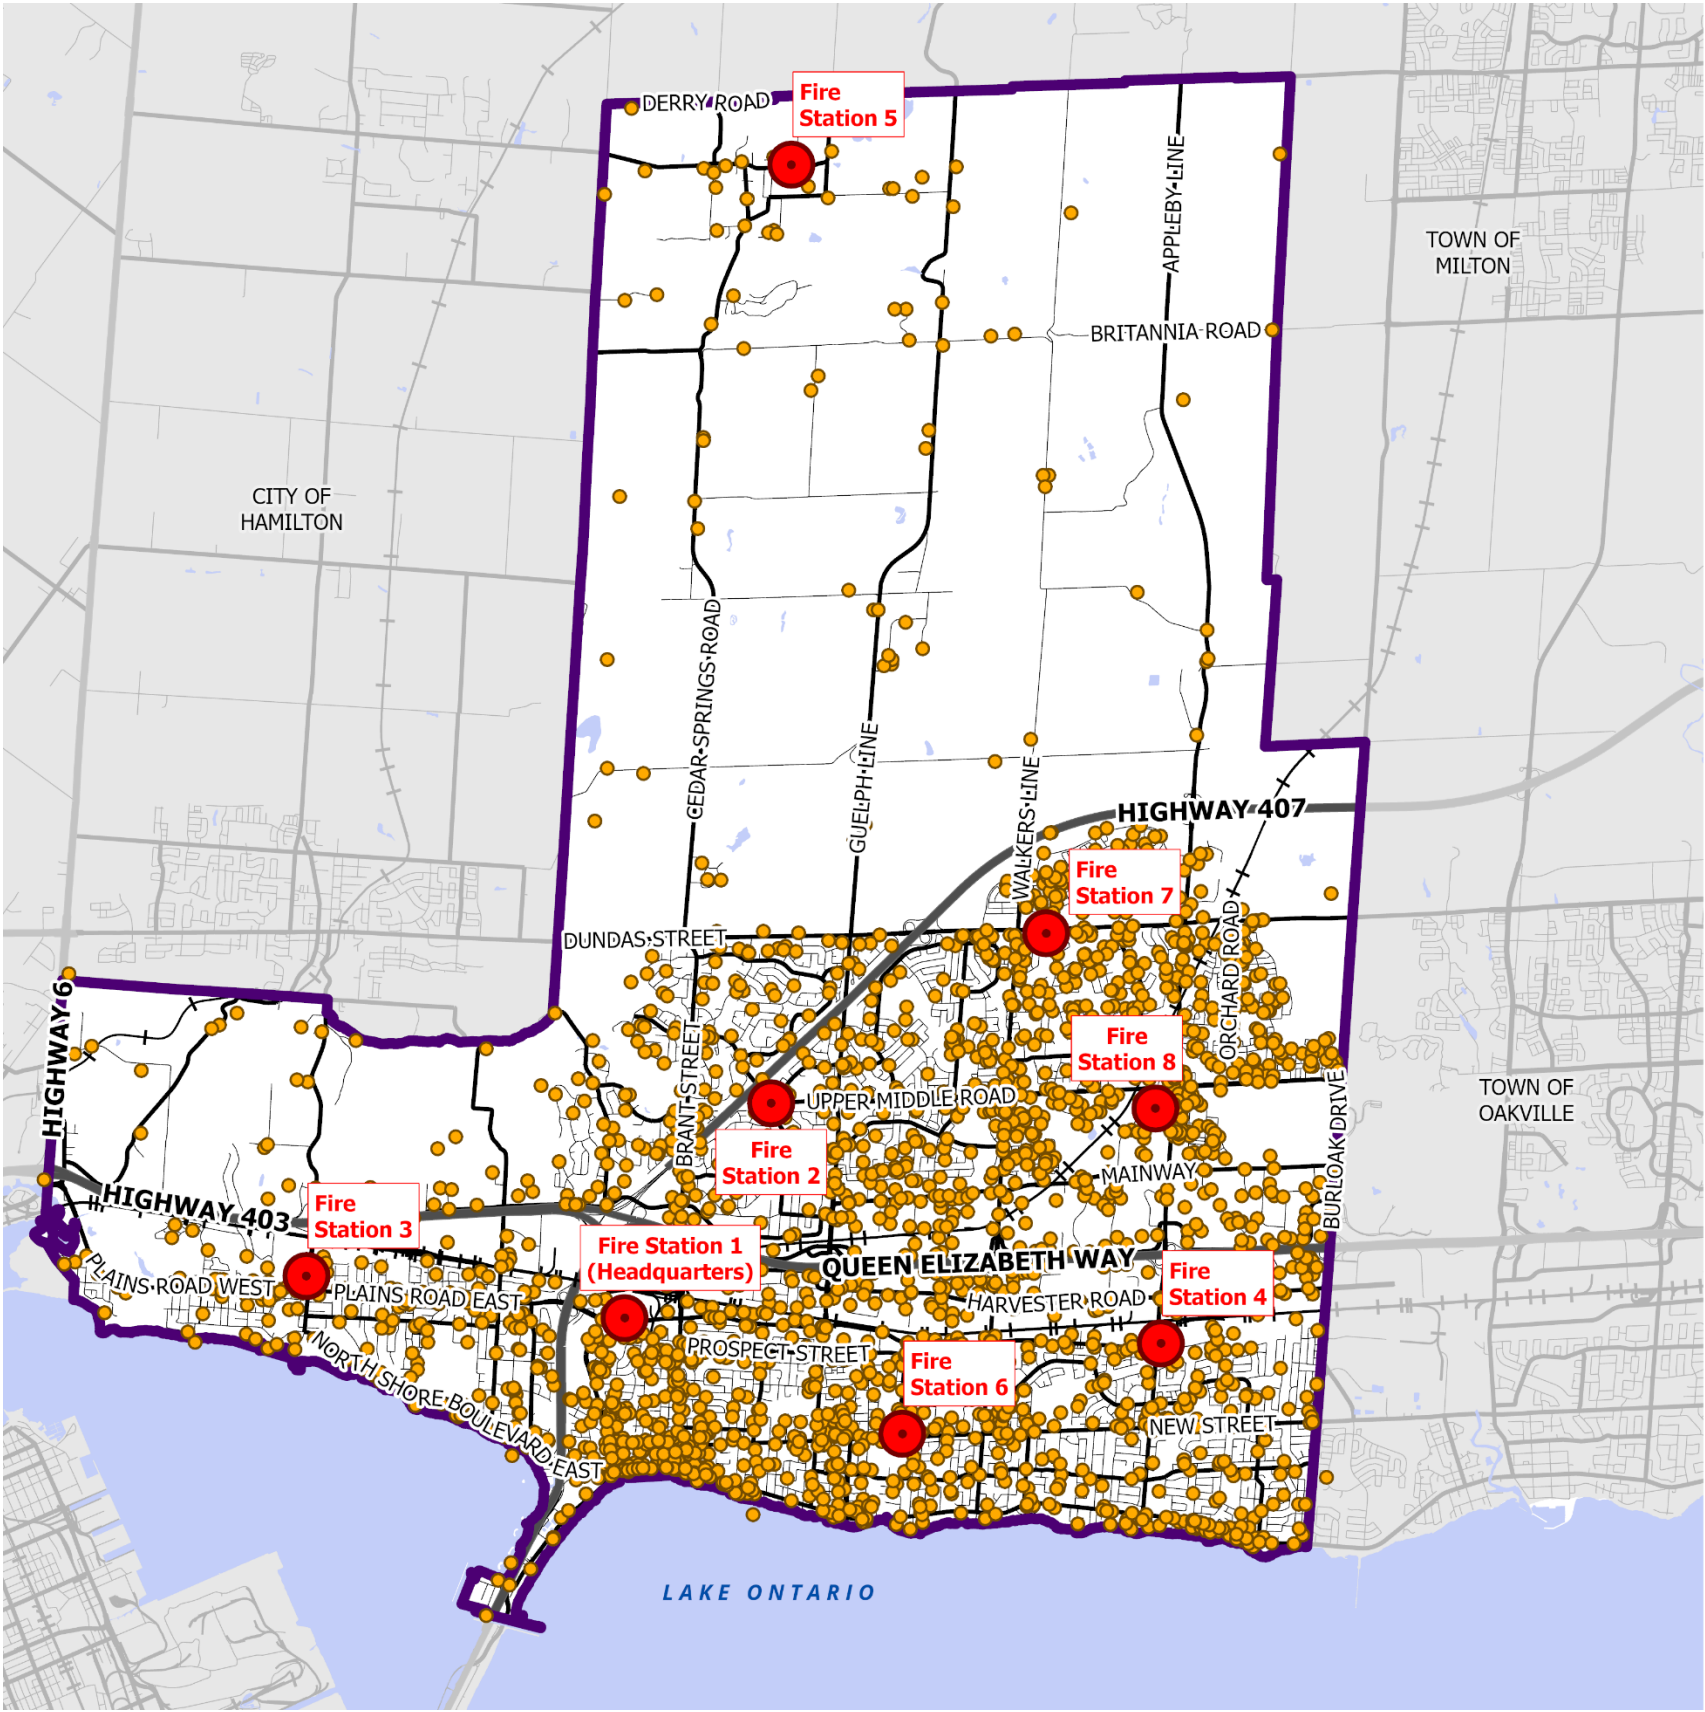 DERRY ROAD
Fire
Station 5
APPLEBY LINE
TOWN OF
MILTON
BRITANNIA ROAD
CITY OF
HAMILTON
CEDAR SPRINGS ROAD
GUELPH LINE
WALKERS LINE
HIGHWAY 407
Fire
Station 7
DUNDAS STREET
ORCHARD ROAD
HIGHWAY 6
BRANT STREET
Fire
Station 8
UPPER MIDDLE ROAD
TOWN OF
OAKVILLE
BURLOAK DRIVE
Fire
Station 2
MAINWAY
HIGHWAY 403
Fire
Station 3
Fire Station 1
(Headquarters)
QUEEN ELIZABETH WAY
PLAINS ROAD WEST
PLAINS ROAD EAST
HARVESTER ROAD
Fire
Station 4
PROSPECT STREET
Fire
Station 6
NORTH SHORE BOULEVARD EAST
NEW STREET
LAKE ONTARIO